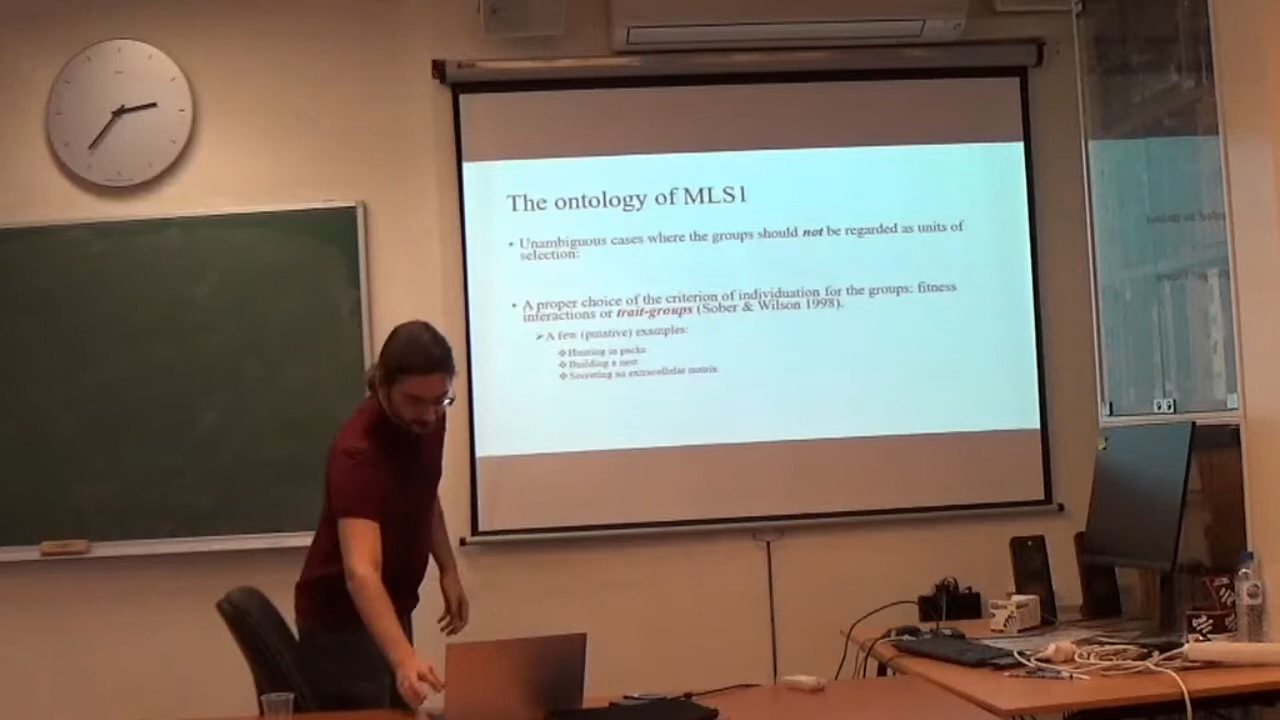 The ontology of MLS1
• Unambiguous cases where the groups should not be regarded as units of
selection:
• A proper choice of the criterion of individuation for the groups: fitness
interactions or trait-groups (Sober & Wilson 1998).
➢ A few (putative) examples:
❖ Hunting in packs
❖ Building a nest
❖ Secreting an extracellular matrix